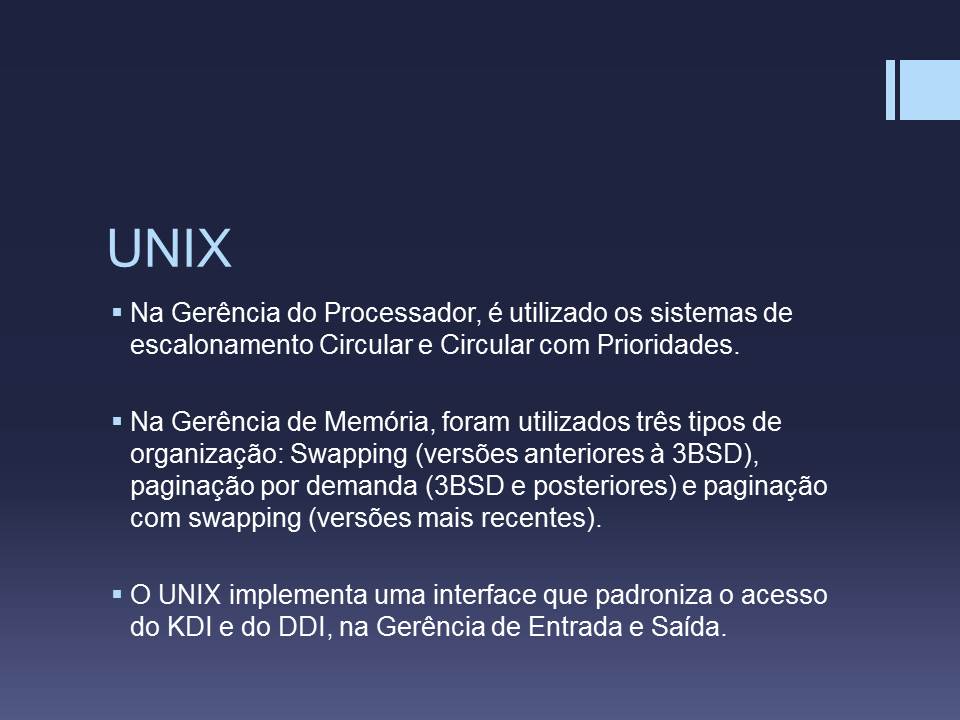 UNIX
▪ Na Gerência do Processador, é utilizado os sistemas de
escalonamento Circular e Circular com Prioridades.
▪ Na Gerência de Memória, foram utilizados três tipos de
organização: Swapping (versões anteriores à 3BSD),
paginação por demanda (3BSD e posteriores) e paginação
com swapping (versões mais recentes).
▪ O UNIX implementa uma interface que padroniza o acesso
do KDI e do DDI, na Gerência de Entrada e Saída.